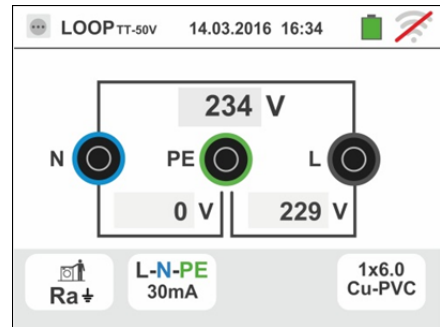 LOOP TT-50V 14.03.2016 16:34
234 V
N PE L
0 V 229 V
Ra L-N-PE 1x6.0
30mA Cu-PVC